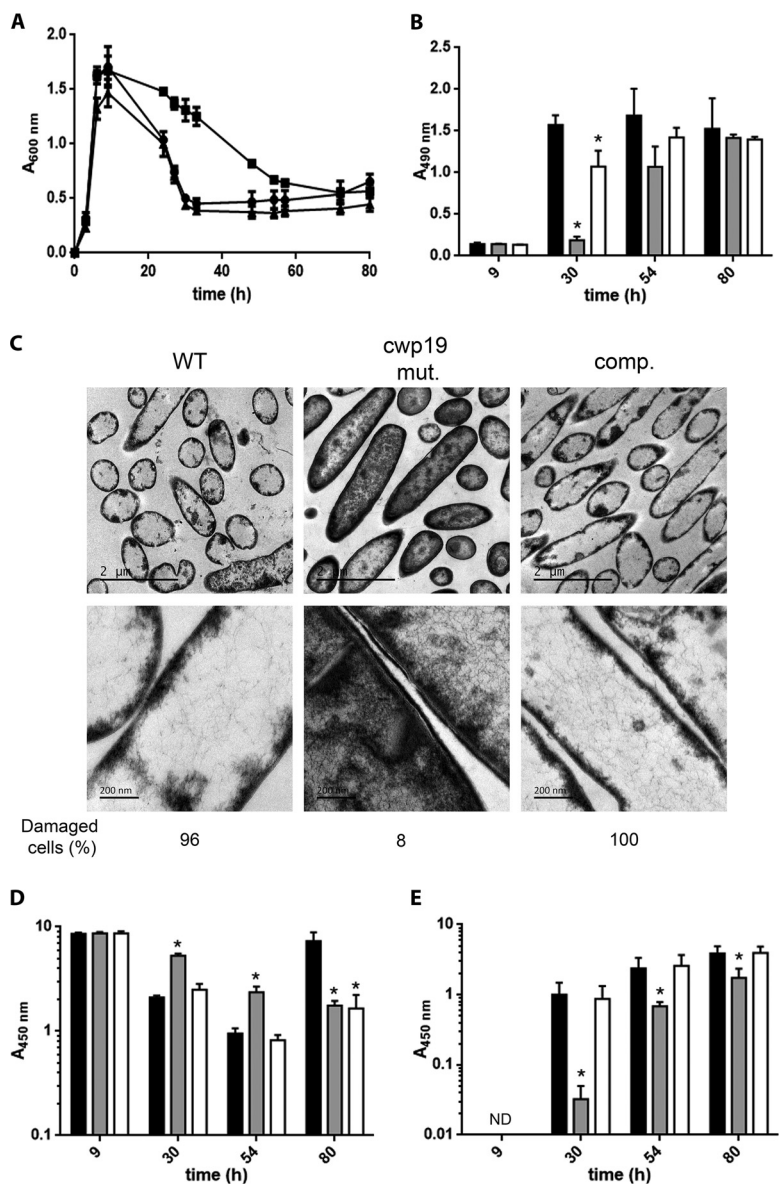 A
A600 nm
2.0
1.5
1.0
0.5
0.0
0 20 40 60 80
time (h)
B
A490 nm
2.5
2.0
1.5
1.0
0.5
0.0
* *
9 30 54 80
time (h)
C
WT
cwp19 mut.
comp.
2 µm
2 µm
200 nm
200 nm
200 nm
Damaged cells (%)
96 8 100
D
A450 nm
10
1
0.1
* * * *
9 30 54 80
time (h)
E
A450 nm
10
1
0.1
0.01
ND
* * *
9 30 54 80
time (h)